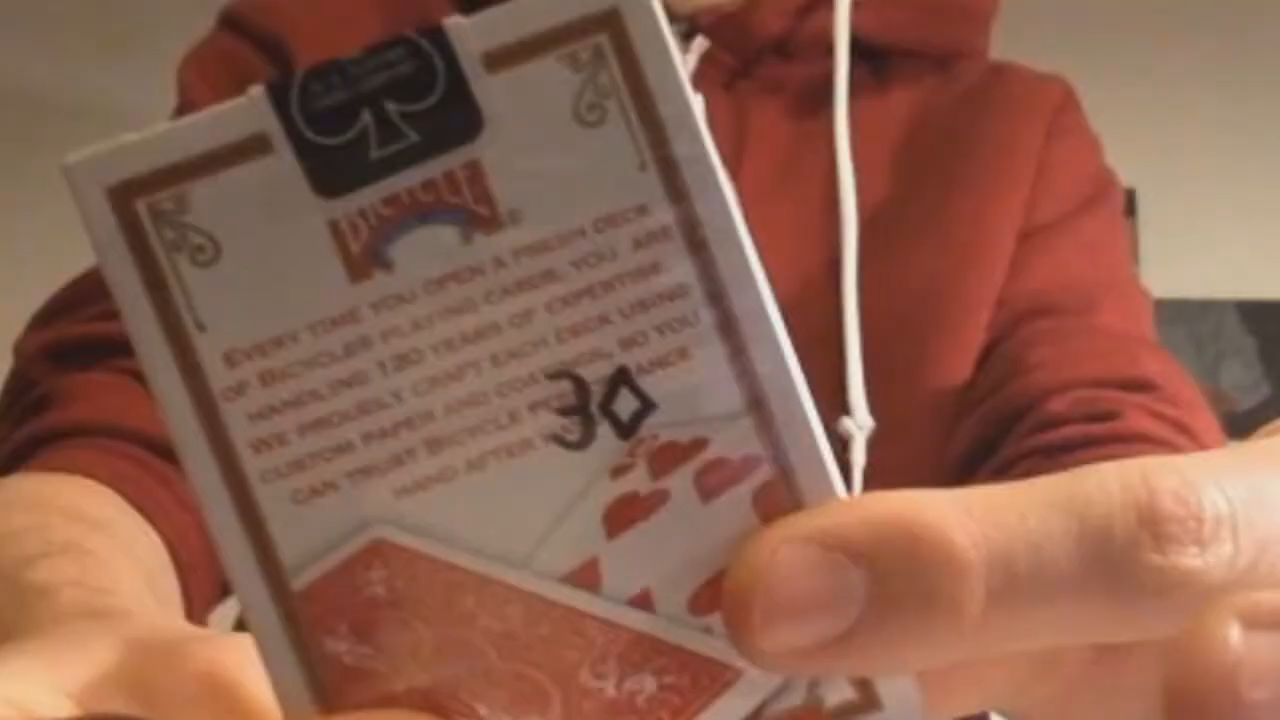 BICYCLE
EVERY TIME YOU OPEN A FRESH DECK
OF BICYCLE® PLAYING CARDS, YOU ARE
HANDLING 130 YEARS OF EXPERTISE.
WE PROUDLY CRAFT EACH DECK USING
CUSTOM PAPER AND COATINGS, SO YOU
CAN TRUST BICYCLE
HAND AFTER
3◇